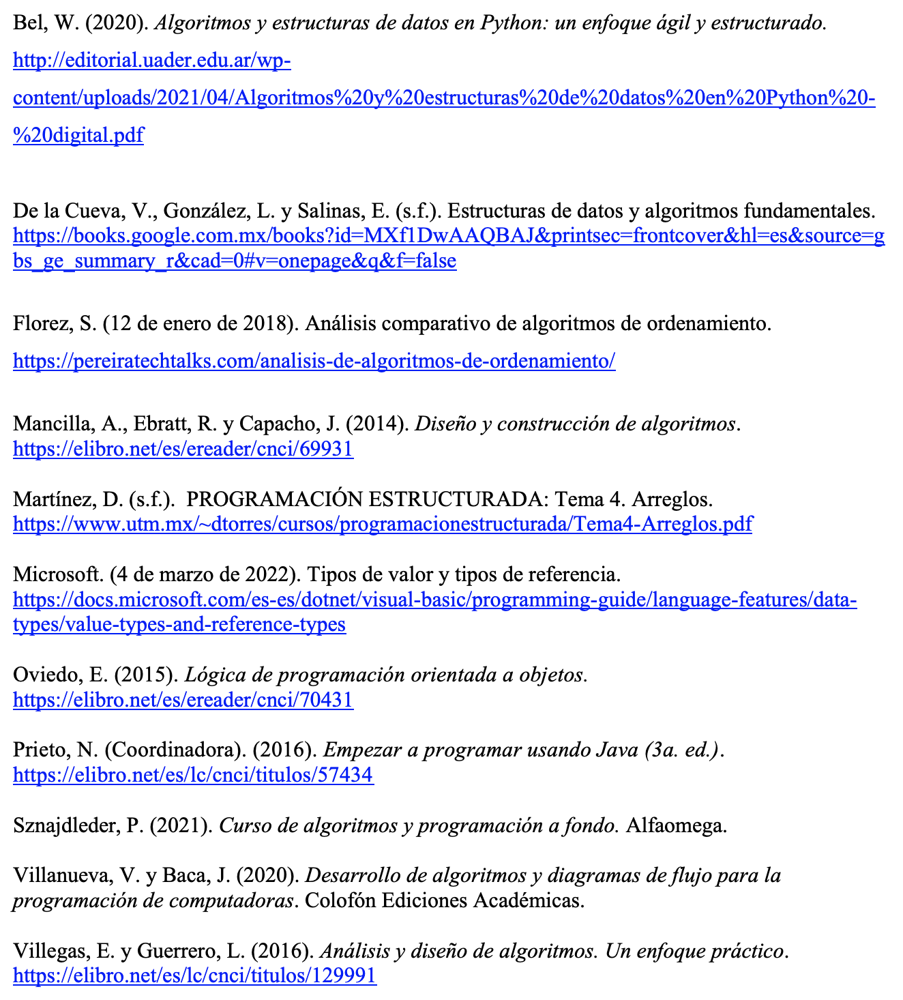 Bel, W. (2020). Algoritmos y estructuras de datos en Python: un enfoque ágil y estructurado.
http://editorial.uader.edu.ar/wp-
content/uploads/2021/04/Algoritmos%20y%20estructuras%20de%20datos%20en%20Python%20-
%20digital.pdf
De la Cueva, V., González, L. y Salinas, E. (s.f.). Estructuras de datos y algoritmos fundamentales.
https://books.google.com.mx/books?id=MXf1DwAAQBAJ&printsec=frontcover&hl=es&source=g
bs_ge_summary_r&cad=0#v=onepage&q&f=false
Florez, S. (12 de enero de 2018). Análisis comparativo de algoritmos de ordenamiento.
https://pereiratechtalks.com/analisis-de-algoritmos-de-ordenamiento/
Mancilla, A., Ebratt, R. y Capacho, J. (2014). Diseño y construcción de algoritmos.
https://elibro.net/es/ereader/cnci/69931
Martínez, D. (s.f.).  PROGRAMACIÓN ESTRUCTURADA: Tema 4. Arreglos.
https://www.utm.mx/~dtorres/cursos/programacionestructurada/Tema4-Arreglos.pdf
Microsoft. (4 de marzo de 2022). Tipos de valor y tipos de referencia.
https://docs.microsoft.com/es-es/dotnet/visual-basic/programming-guide/language-features/data-
types/value-types-and-reference-types
Oviedo, E. (2015). Lógica de programación orientada a objetos.
https://elibro.net/es/ereader/cnci/70431
Prieto, N. (Coordinadora). (2016). Empezar a programar usando Java (3a. ed.).
https://elibro.net/es/lc/cnci/titulos/57434
Sznajdleder, P. (2021). Curso de algoritmos y programación a fondo. Alfaomega.
Villanueva, V. y Baca, J. (2020). Desarrollo de algoritmos y diagramas de flujo para la
programación de computadoras. Colofón Ediciones Académicas.
Villegas, E. y Guerrero, L. (2016). Análisis y diseño de algoritmos. Un enfoque práctico.
https://elibro.net/es/lc/cnci/titulos/129991